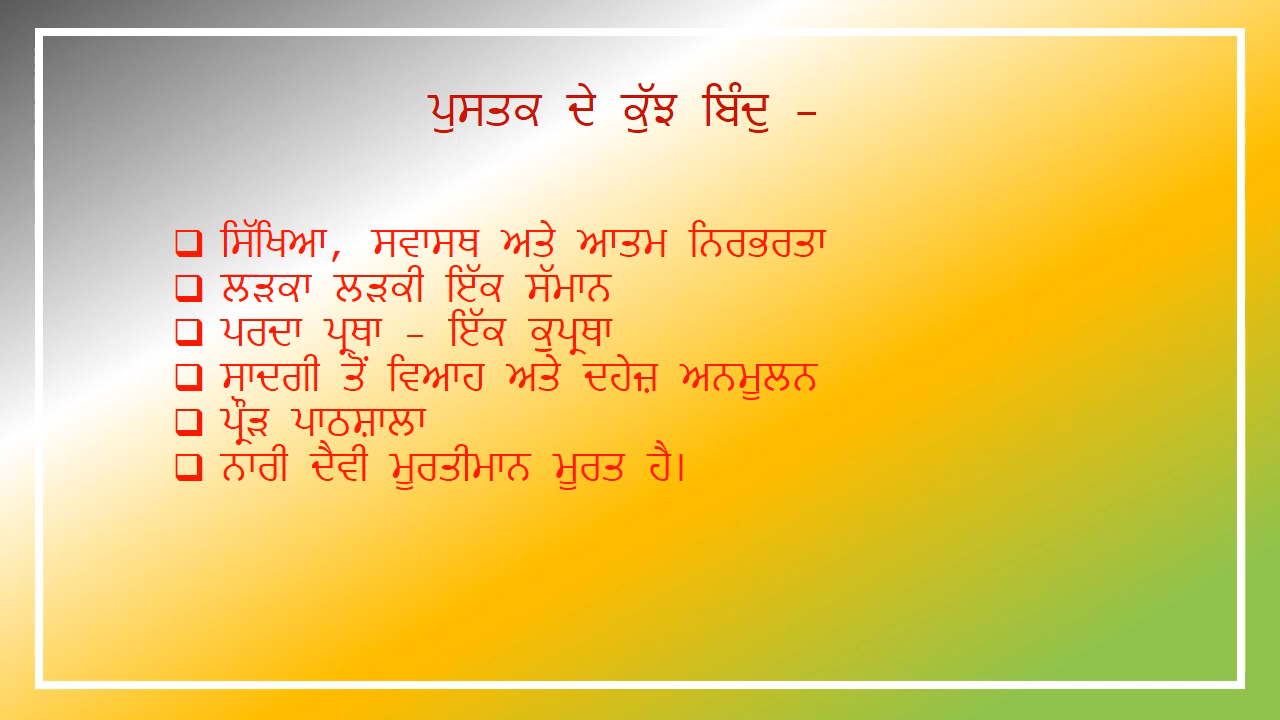 ਪੁਸਤਕ ਦੇ ਕੁੱਝ ਬਿੰਦੁ –
❑ ਸਿੱਖਿਆ, ਸਵਾਸਥ ਅਤੇ ਆਤਮ ਨਿਰਭਰਤਾ
❑ ਲੜਕਾ ਲੜਕੀ ਇੱਕ ਸੱਮਾਨ
❑ ਪਰਦਾ ਪ੍ਰਥਾ – ਇੱਕ ਕੁਪ੍ਰਥਾ
❑ ਸਾਦਗੀ ਤੋਂ ਵਿਆਹ ਅਤੇ ਦਹੇਜ਼ ਅਨਮੂਲਨ
❑ ਪ੍ਰੌੜ ਪਾਠਸ਼ਾਲਾ
❑ ਨਾਰੀ ਦੈਵੀ ਮੂਰਤੀਮਾਨ ਮੂਰਤ ਹੈ।